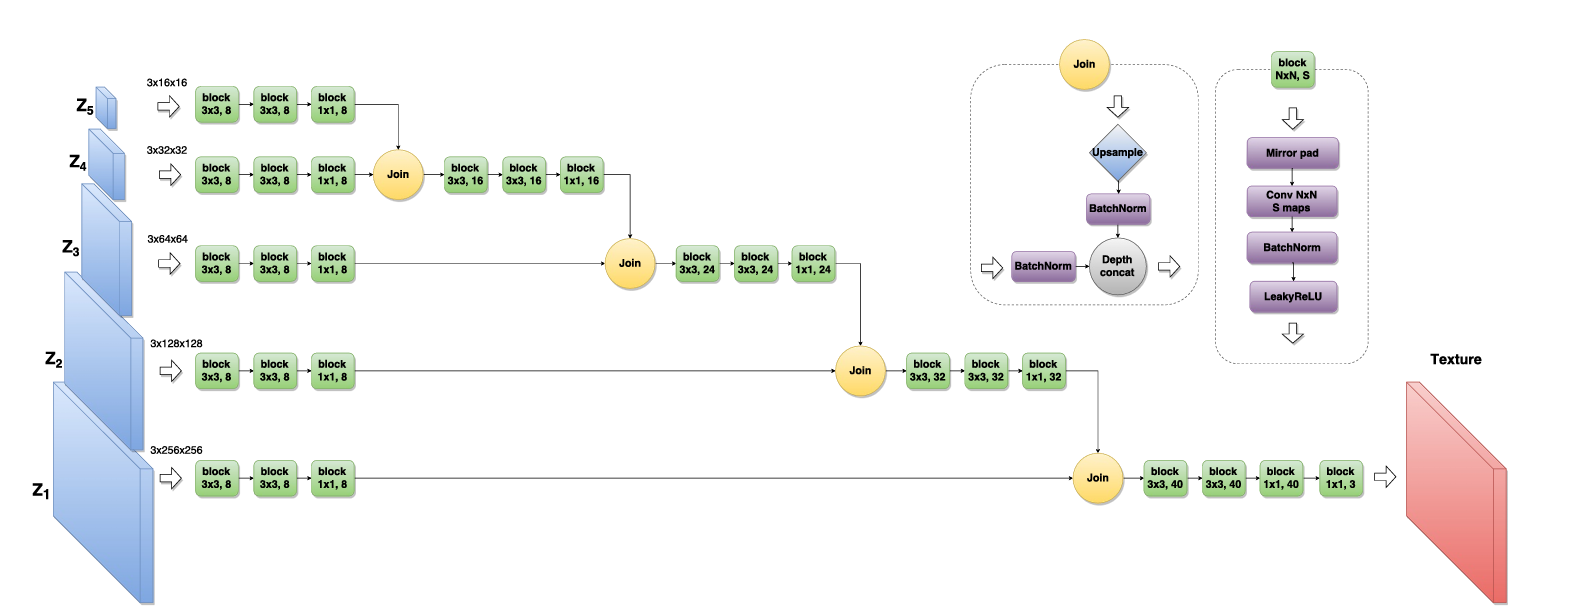 Join
block
NxN, S
3x16x16
Z5
block
3x3, 8
block
3x3, 8
block
1x1, 8
Upsample
Mirror pad
3x32x32
Z4
block
3x3, 8
block
3x3, 8
block
1x1, 8
Join
block
3x3, 16
block
3x3, 16
block
1x1, 16
BatchNorm
Conv NxN
S maps
3x64x64
Z3
block
3x3, 8
block
3x3, 8
block
1x1, 8
Join
block
3x3, 24
block
3x3, 24
block
1x1, 24
BatchNorm
Depth
concat
BatchNorm
LeakyReLU
3x128x128
Z2
block
3x3, 8
block
3x3, 8
block
1x1, 8
Join
block
3x3, 32
block
3x3, 32
block
1x1, 32
Texture
3x256x256
Z1
block
3x3, 8
block
3x3, 8
block
1x1, 8
Join
block
3x3, 40
block
3x3, 40
block
1x1, 40
block
1x1, 3